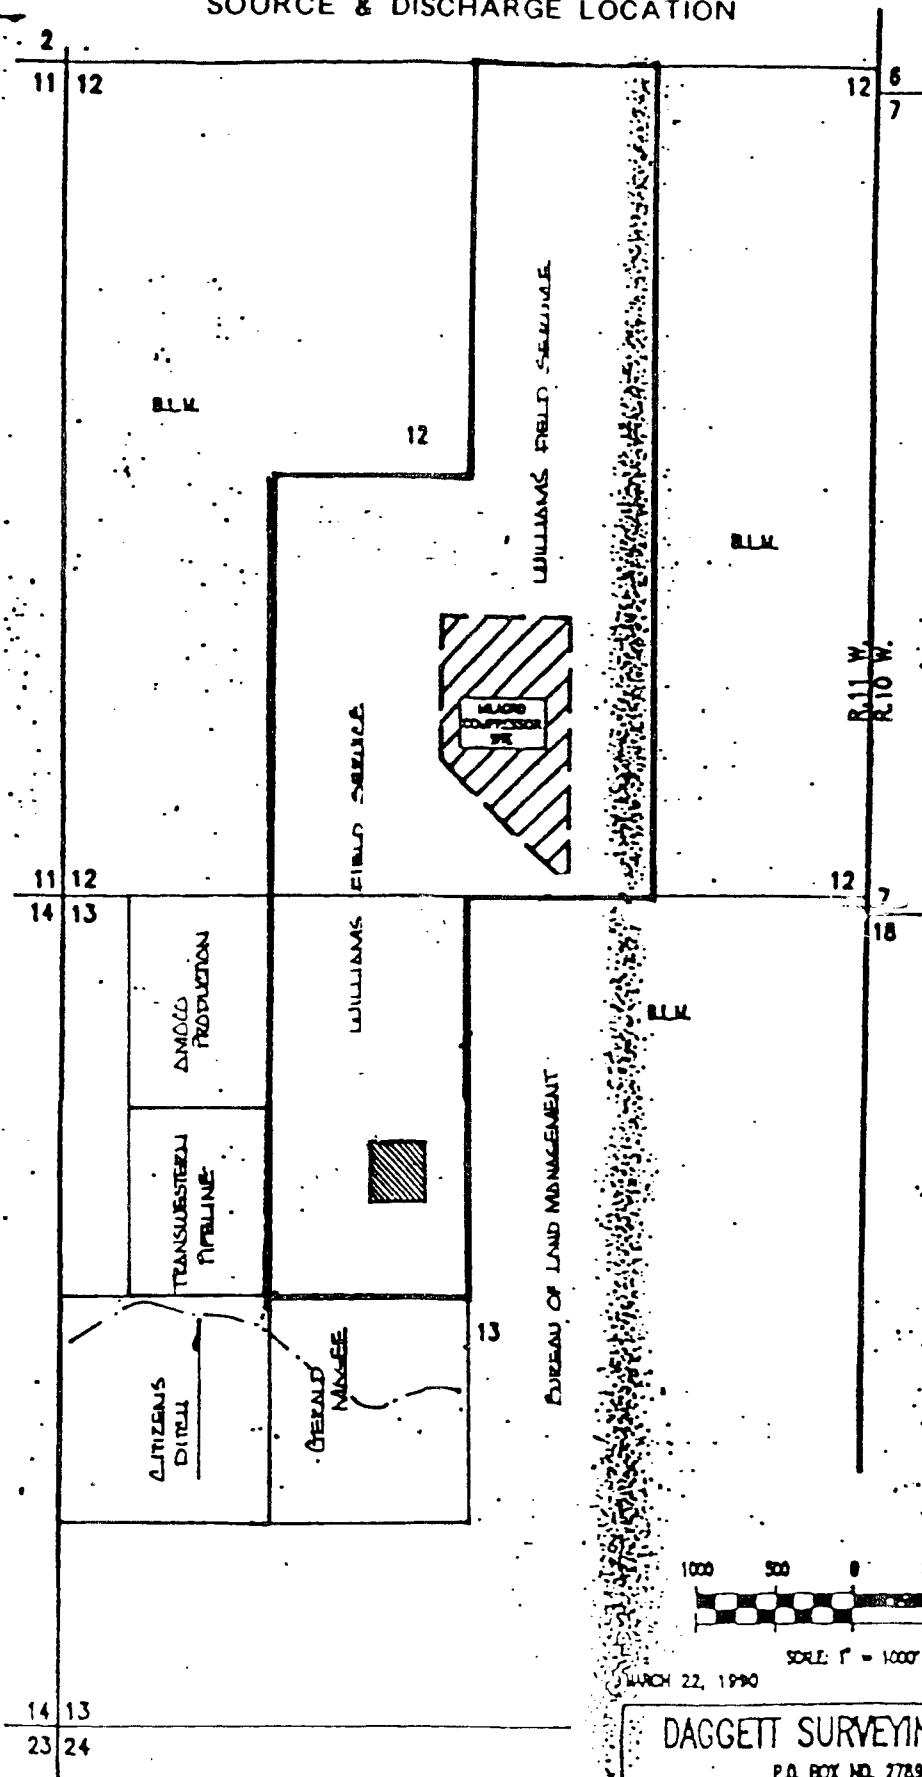 SOURCE & DISCHARGE LOCATION
2
11 12
12 6
7
B.L.M.
12
WILLIAMS FIELD SERVICE
B.L.M.
R.11 W.
R.10 W.
COMPRESSOR
SITE
WILLIAMS FIELD SERVICE
11 12
14 13
12 7
18
AMOCO
PRODUCTION
B.L.M.
TRANSWESTERN
PIPELINE
BUREAU OF LAND MANAGEMENT
13
GERALD
MAGEE
CITIZENS
DITCH
1000 500 0
SCALE: 1" = 1000'
MARCH 22, 1990
14 13
23 24
DAGGETT SURVEYIN
P.O. BOX NO. 2789